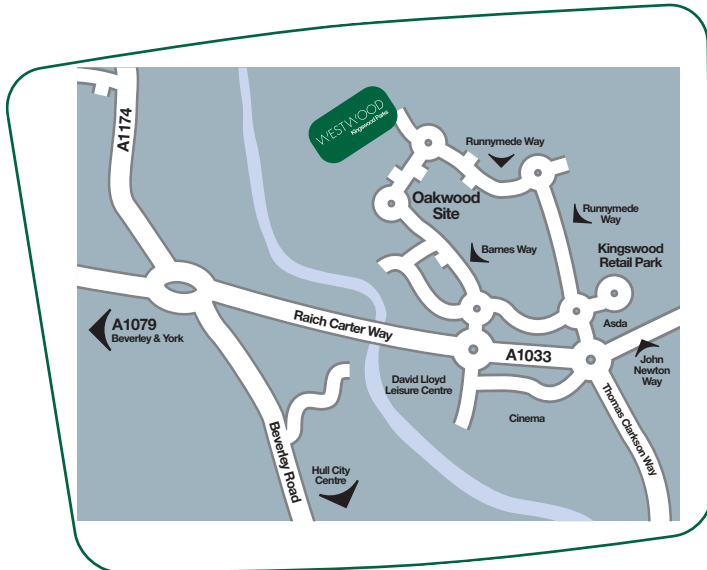 A1174
WESTWOOD
Kingswood Parks
Runnymede Way
Oakwood
Site
Runnymede
Way
Barnes Way
Kingswood
Retail Park
A1079
Beverley & York
Raich Carter Way
Asda
A1033
John
Newton
Way
David Lloyd
Leisure Centre
Cinema
Thomas Clarkson Way
Beverley Road
Hull City
Centre